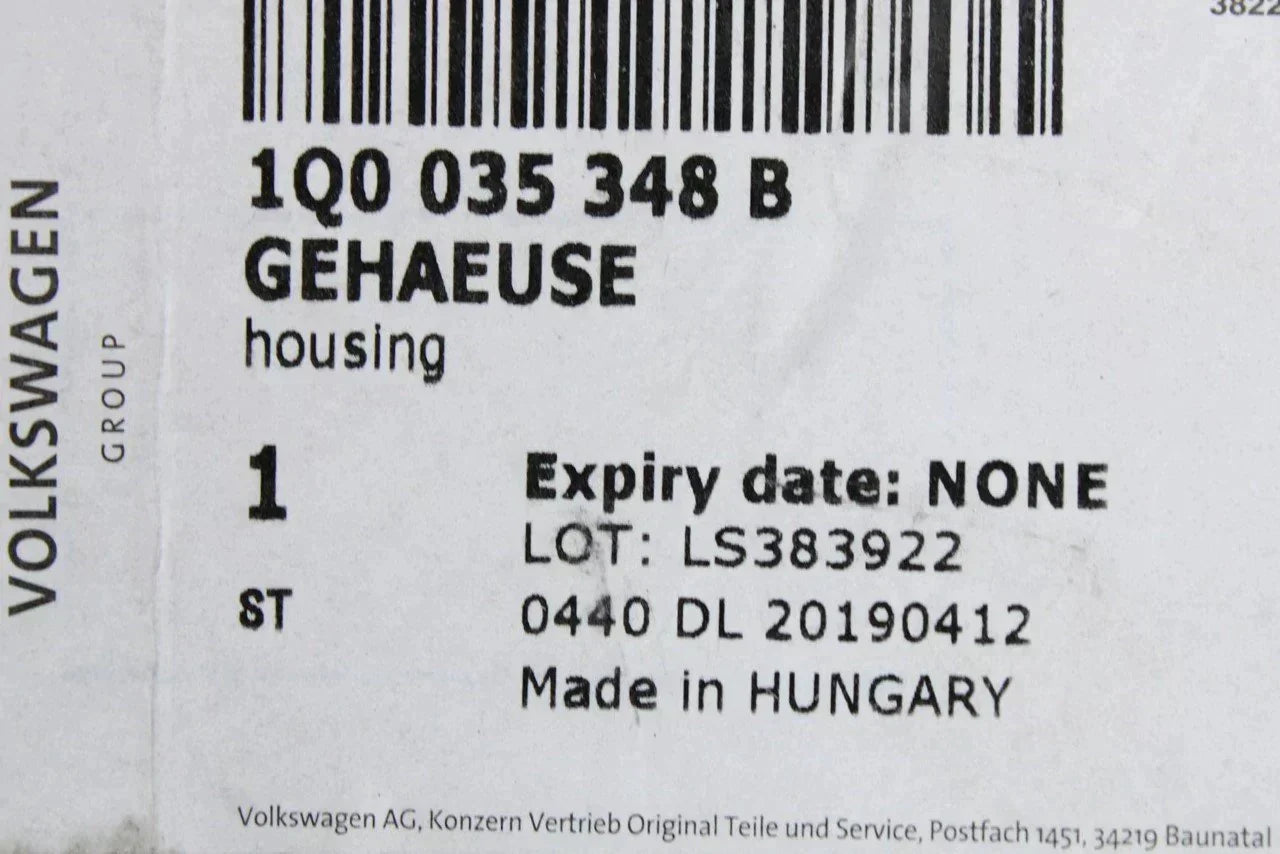 3822
1Q0 035 348 B
GEHAEUSE
housing
1
Expiry date: NONE
LOT: LS383922
ST
0440 DL 20190412
Made in HUNGARY
Volkswagen AG, Konzern Vertrieb Original Teile und Service, Postfach 1451, 34219 Baunatal
VOLKSWAGEN
GROUP